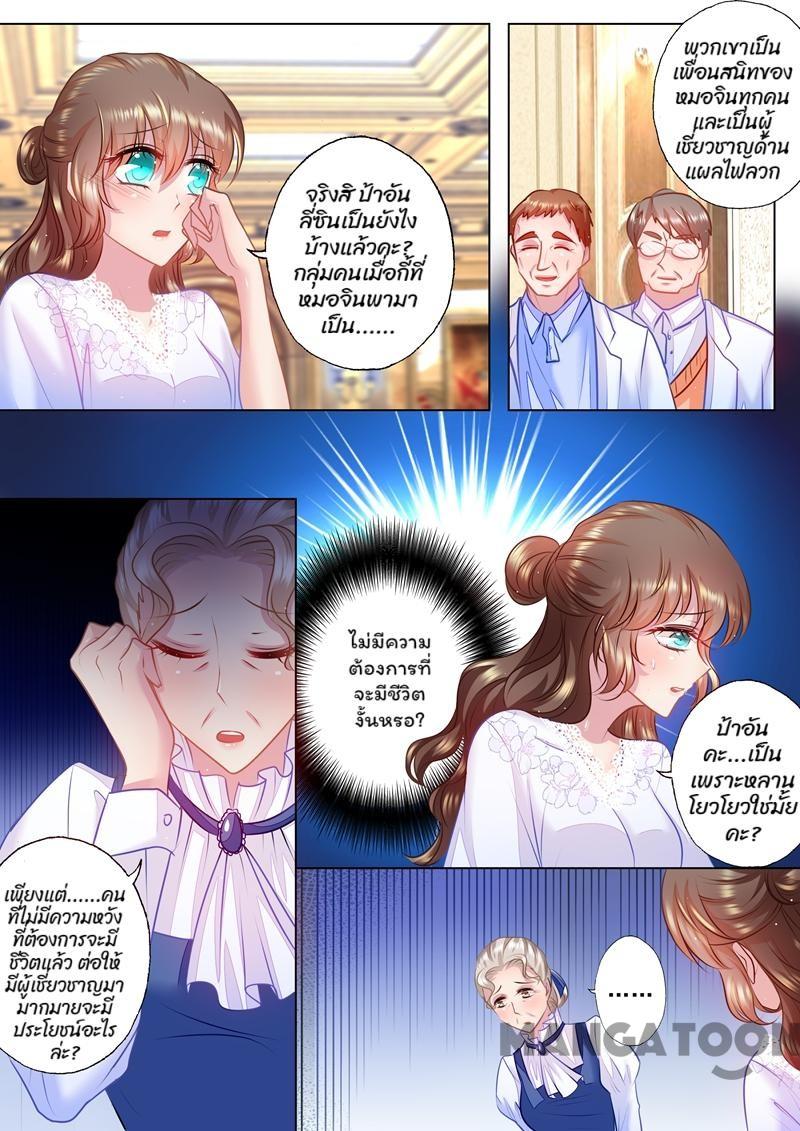 จริงสิ ป้าอัน
ลี่ซินเป็นยังไง
บ้างแล้วคะ?
กลุ่มคนเมื่อกี้ที่
หมอจินพามา
เป็น......
พวกเขาเป็น
เพื่อนสนิทของ
หมอจินทุกคน
และเป็นผู้
เชี่ยวชาญด้าน
แผลไฟลวก
ไม่มีความ
ต้องการที่
จะมีชีวิต
งั้นหรอ?
ป้าอัน
คะ...เป็น
เพราะหลาน
โยวโยวใช่มั้ย
คะ?
เพียงแต่......คน
ที่ไม่มีความหวัง
ที่ต้องการจะมี
ชีวิตแล้ว ต่อให้
มีผู้เชี่ยวชาญมา
มากมายจะมี
ประโยชน์อะไร
ล่ะ?
......
MANGATOON